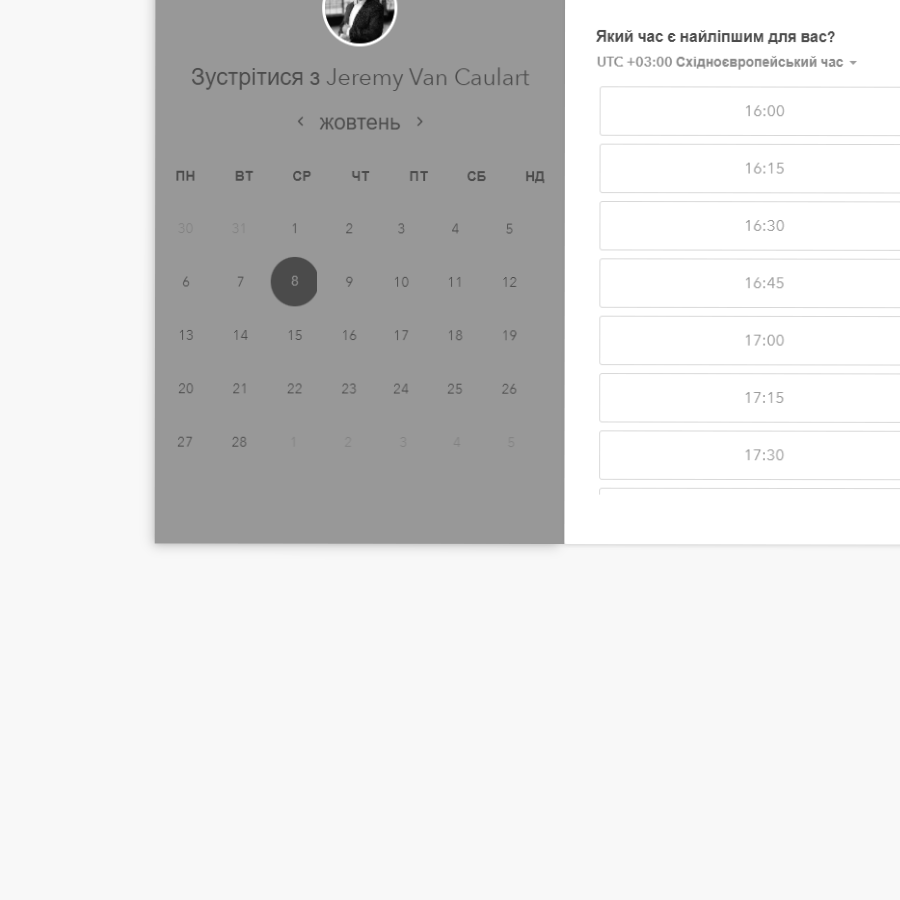 Зустрітися з Jeremy Van Caulart
жовтень
ПН ВТ СР ЧТ ПТ СБ НД
30 31 1 2 3 4 5
6 7 8 9 10 11 12
13 14 15 16 17 18 19
20 21 22 23 24 25 26
27 28 1 2 3 4 5
Який час є найліпшим для вас?
UTC +03:00 Східноєвропейський час
16:00
16:15
16:30
16:45
17:00
17:15
17:30